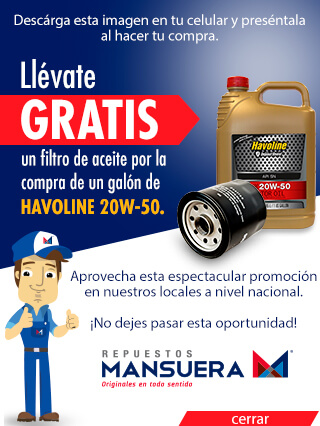 Descárga esta imagen en tu celular y preséntala
al hacer tu compra.
Llévate
GRATIS
un filtro de aceite por la
compra de un galón de
HAVOLINE 20W-50.
Havoline
API SN
20W-50
Aprovecha esta espectacular promoción
en nuestros locales a nivel nacional.
¡No dejes pasar esta oportunidad!
REPUESTOS
MANSUERA
Originales en todo sentido
cerrar